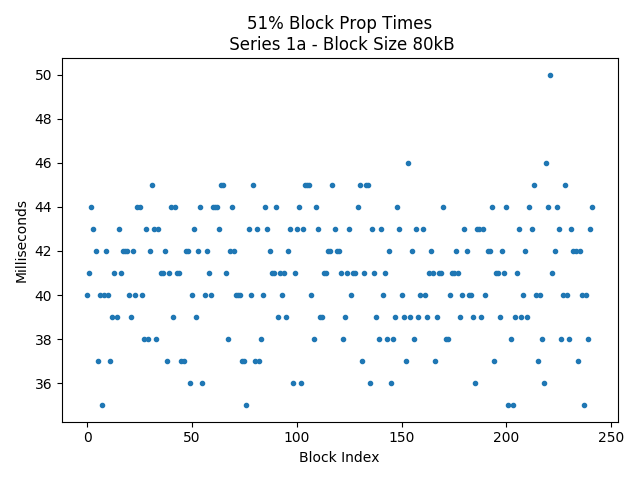 51% Block Prop Times
Series 1a - Block Size 80kB
Milliseconds
50
48
46
44
42
40
38
36
0 50 100 150 200 250
Block Index